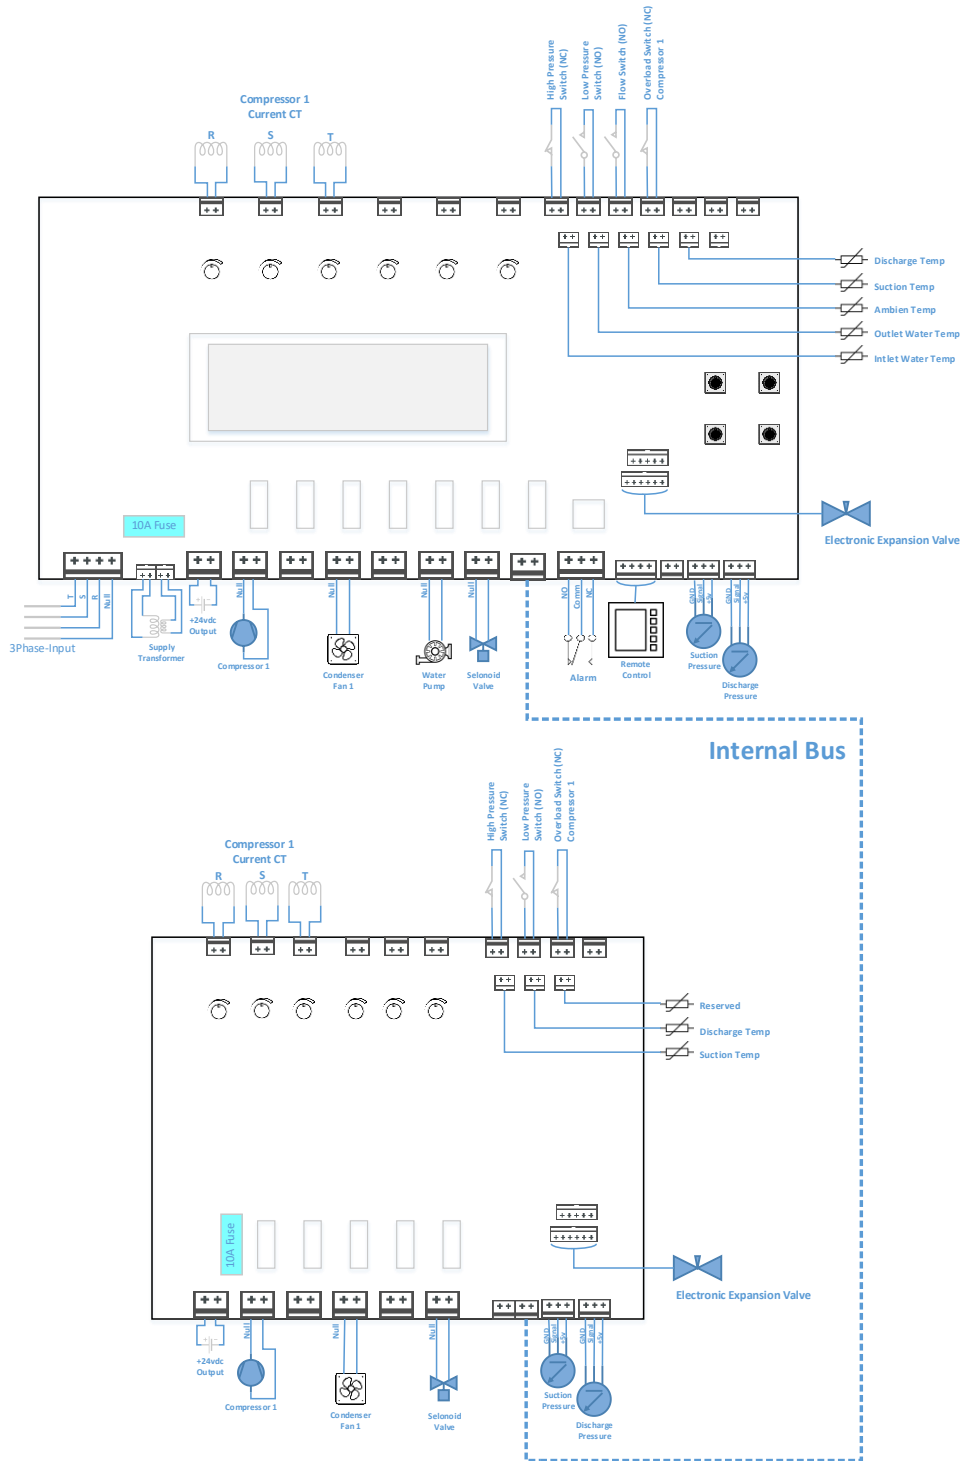 High Pressure
Switch (NC)
Low Pressure
Switch (NO)
Flow Switch (NO)
Overload Switch (NC)
Compressor 1
Compressor 1
Current CT
R
S
T
Discharge Temp
Suction Temp
Ambien Temp
Outlet Water Temp
Intlet Water Temp
10A Fuse
Electronic Expansion Valve
T
S
R
Null
3Phase-Input
Supply
Transformer
+24vdc
Output
Null
Compressor 1
Null
Condenser
Fan 1
Null
Water
Pump
Null
Selonoid
Valve
NO
Comm
NC
Alarm
Remote
Control
GND
Signal
+5v
Suction
Pressure
GND
Signal
+5v
Discharge
Pressure
Internal Bus
High Pressure
Switch (NC)
Low Pressure
Switch (NO)
Overload Switch (NC)
Compressor 1
Compressor 1
Current CT
R
S
T
Reserved
Discharge Temp
Suction Temp
10A Fuse
Electronic Expansion Valve
+24vdc
Output
Null
Compressor 1
Null
Condenser
Fan 1
Null
Selonoid
Valve
GND
Signal
+5v
Suction
Pressure
GND
Signal
+5v
Discharge
Pressure